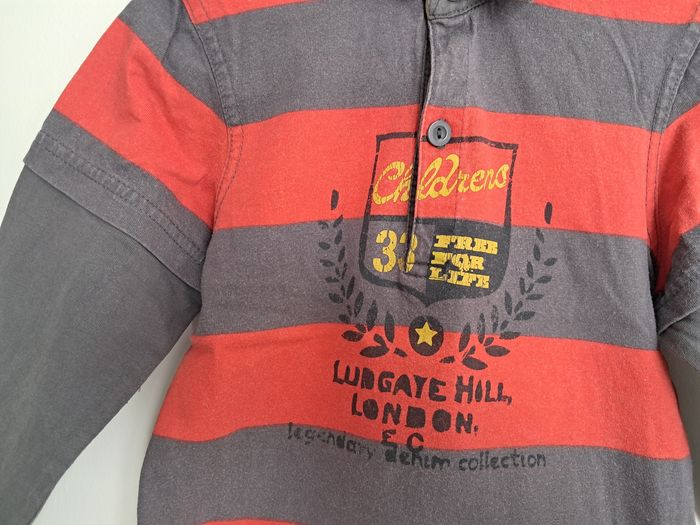 Childrens
33 FREE
FOR
LIFE
LUDGATE HILL,
LONDON.
E.C
legendary denim collection